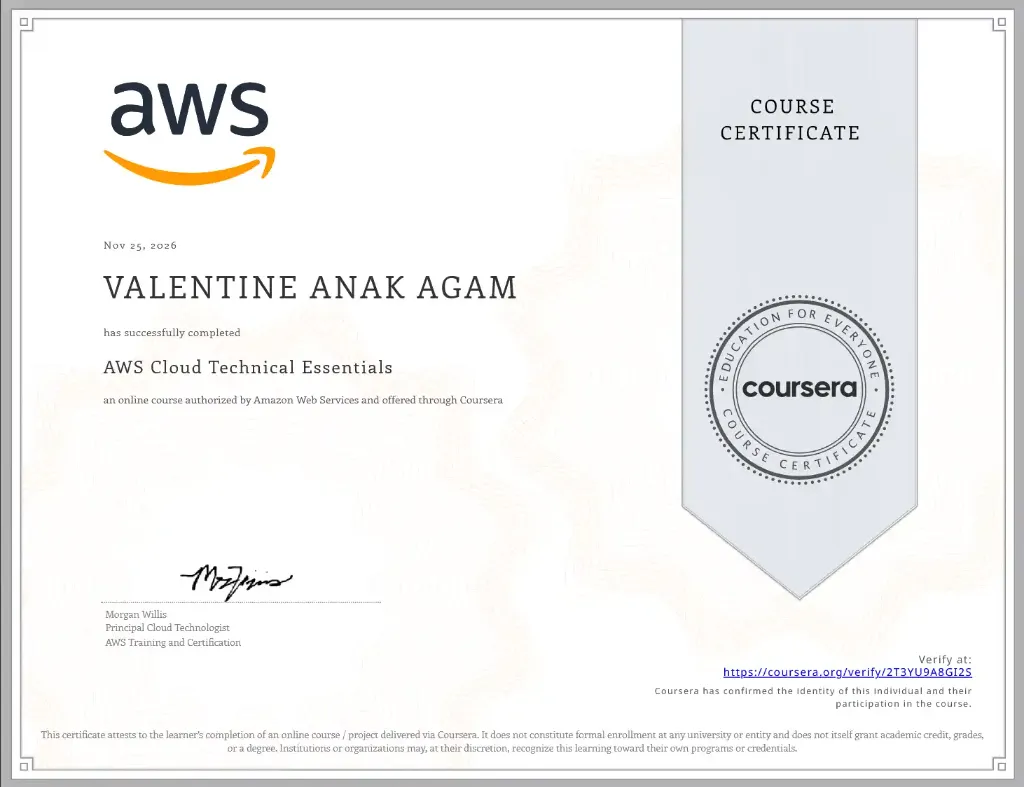 aws
COURSE
CERTIFICATE
Nov 25, 2026
VALENTINE ANAK AGAM
has successfully completed
AWS Cloud Technical Essentials
an online course authorized by Amazon Web Services and offered through Coursera
EDUCATION FOR EVERYONE
coursera
COURSE CERTIFICATE
Morgan Willis
Principal Cloud Technologist
AWS Training and Certification
Verify at:
https://coursera.org/verify/2T3YU9A8GI2S
Coursera has confirmed the identity of this individual and their
participation in the course.
This certificate attests to the learner's completion of an online course / project delivered via Coursera. It does not constitute formal enrollment at any university or entity and does not itself grant academic credit, grades,
or a degree. Institutions or organizations may, at their discretion, recognize this learning toward their own programs or credentials.